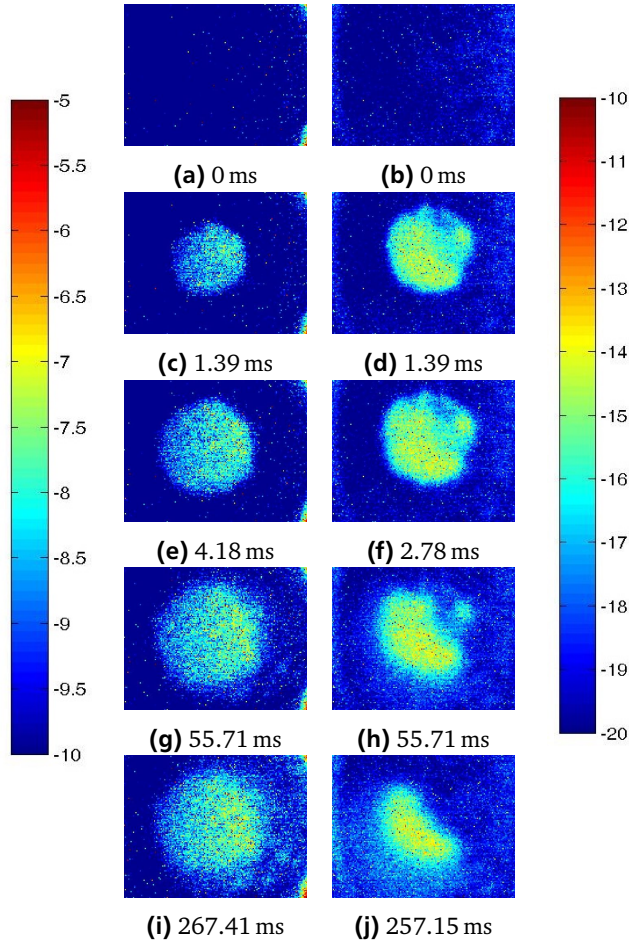 -5
-5.5
-6
-6.5
-7
-7.5
-8
-8.5
-9
-9.5
-10
(a) 0 ms
(b) 0 ms
(c) 1.39 ms
(d) 1.39 ms
(e) 4.18 ms
(f) 2.78 ms
(g) 55.71 ms
(h) 55.71 ms
(i) 267.41 ms
(j) 257.15 ms
-10
-11
-12
-13
-14
-15
-16
-17
-18
-19
-20